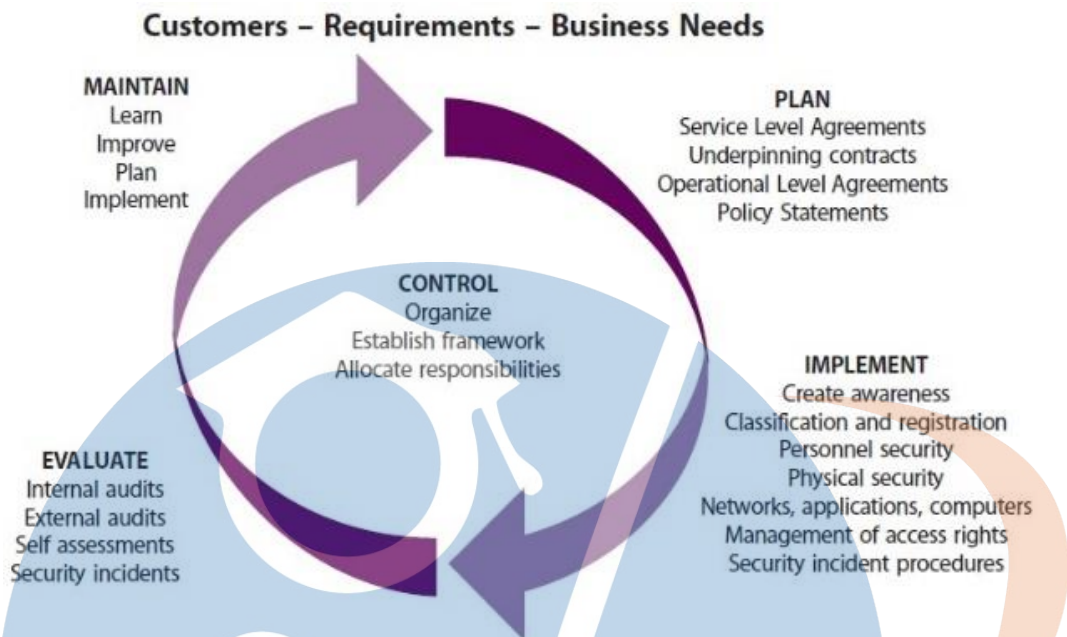 Customers – Requirements – Business Needs
MAINTAIN
Learn
Improve
Plan
Implement
PLAN
Service Level Agreements
Underpinning contracts
Operational Level Agreements
Policy Statements
CONTROL
Organize
Establish framework
Allocate responsibilities
IMPLEMENT
Create awareness
Classification and registration
Personnel security
Physical security
Networks, applications, computers
Management of access rights
Security incident procedures
EVALUATE
Internal audits
External audits
Self assessments
Security incidents